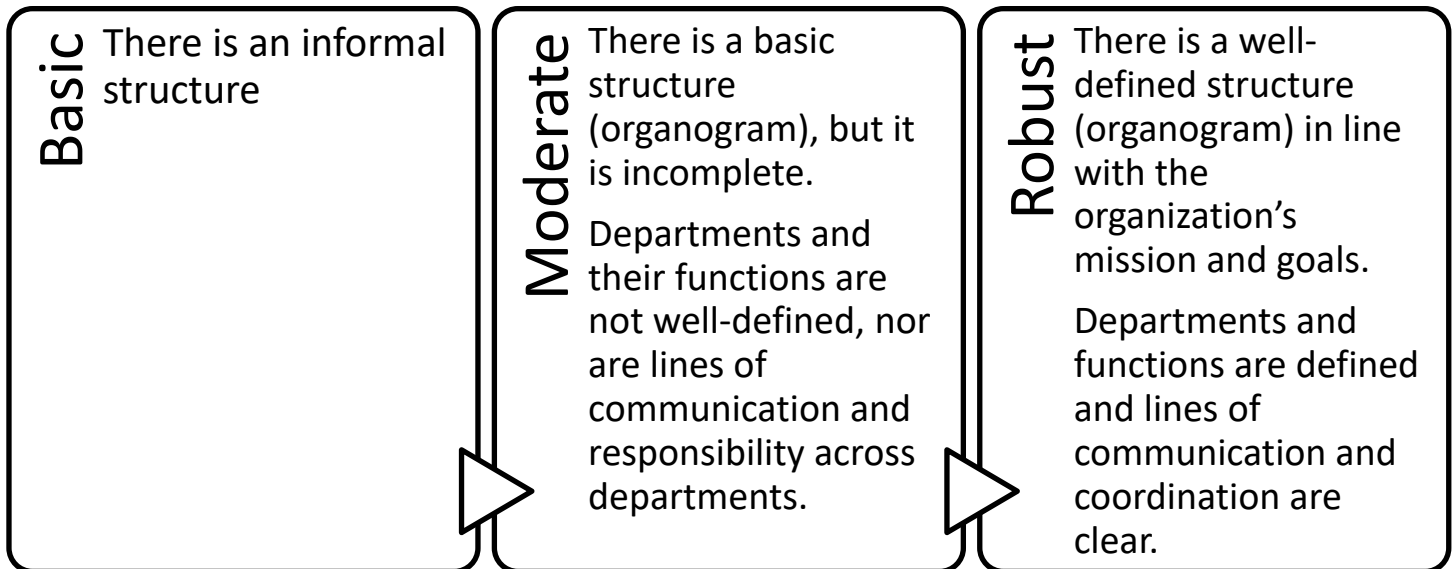 Basic
There is an informal
structure
Moderate
There is a basic
structure
(organogram), but it
is incomplete.
Departments and
their functions are
not well-defined, nor
are lines of
communication and
responsibility across
departments.
Robust
There is a well-
defined structure
(organogram) in line
with the
organization’s
mission and goals.
Departments and
functions are defined
and lines of
communication and
coordination are
clear.